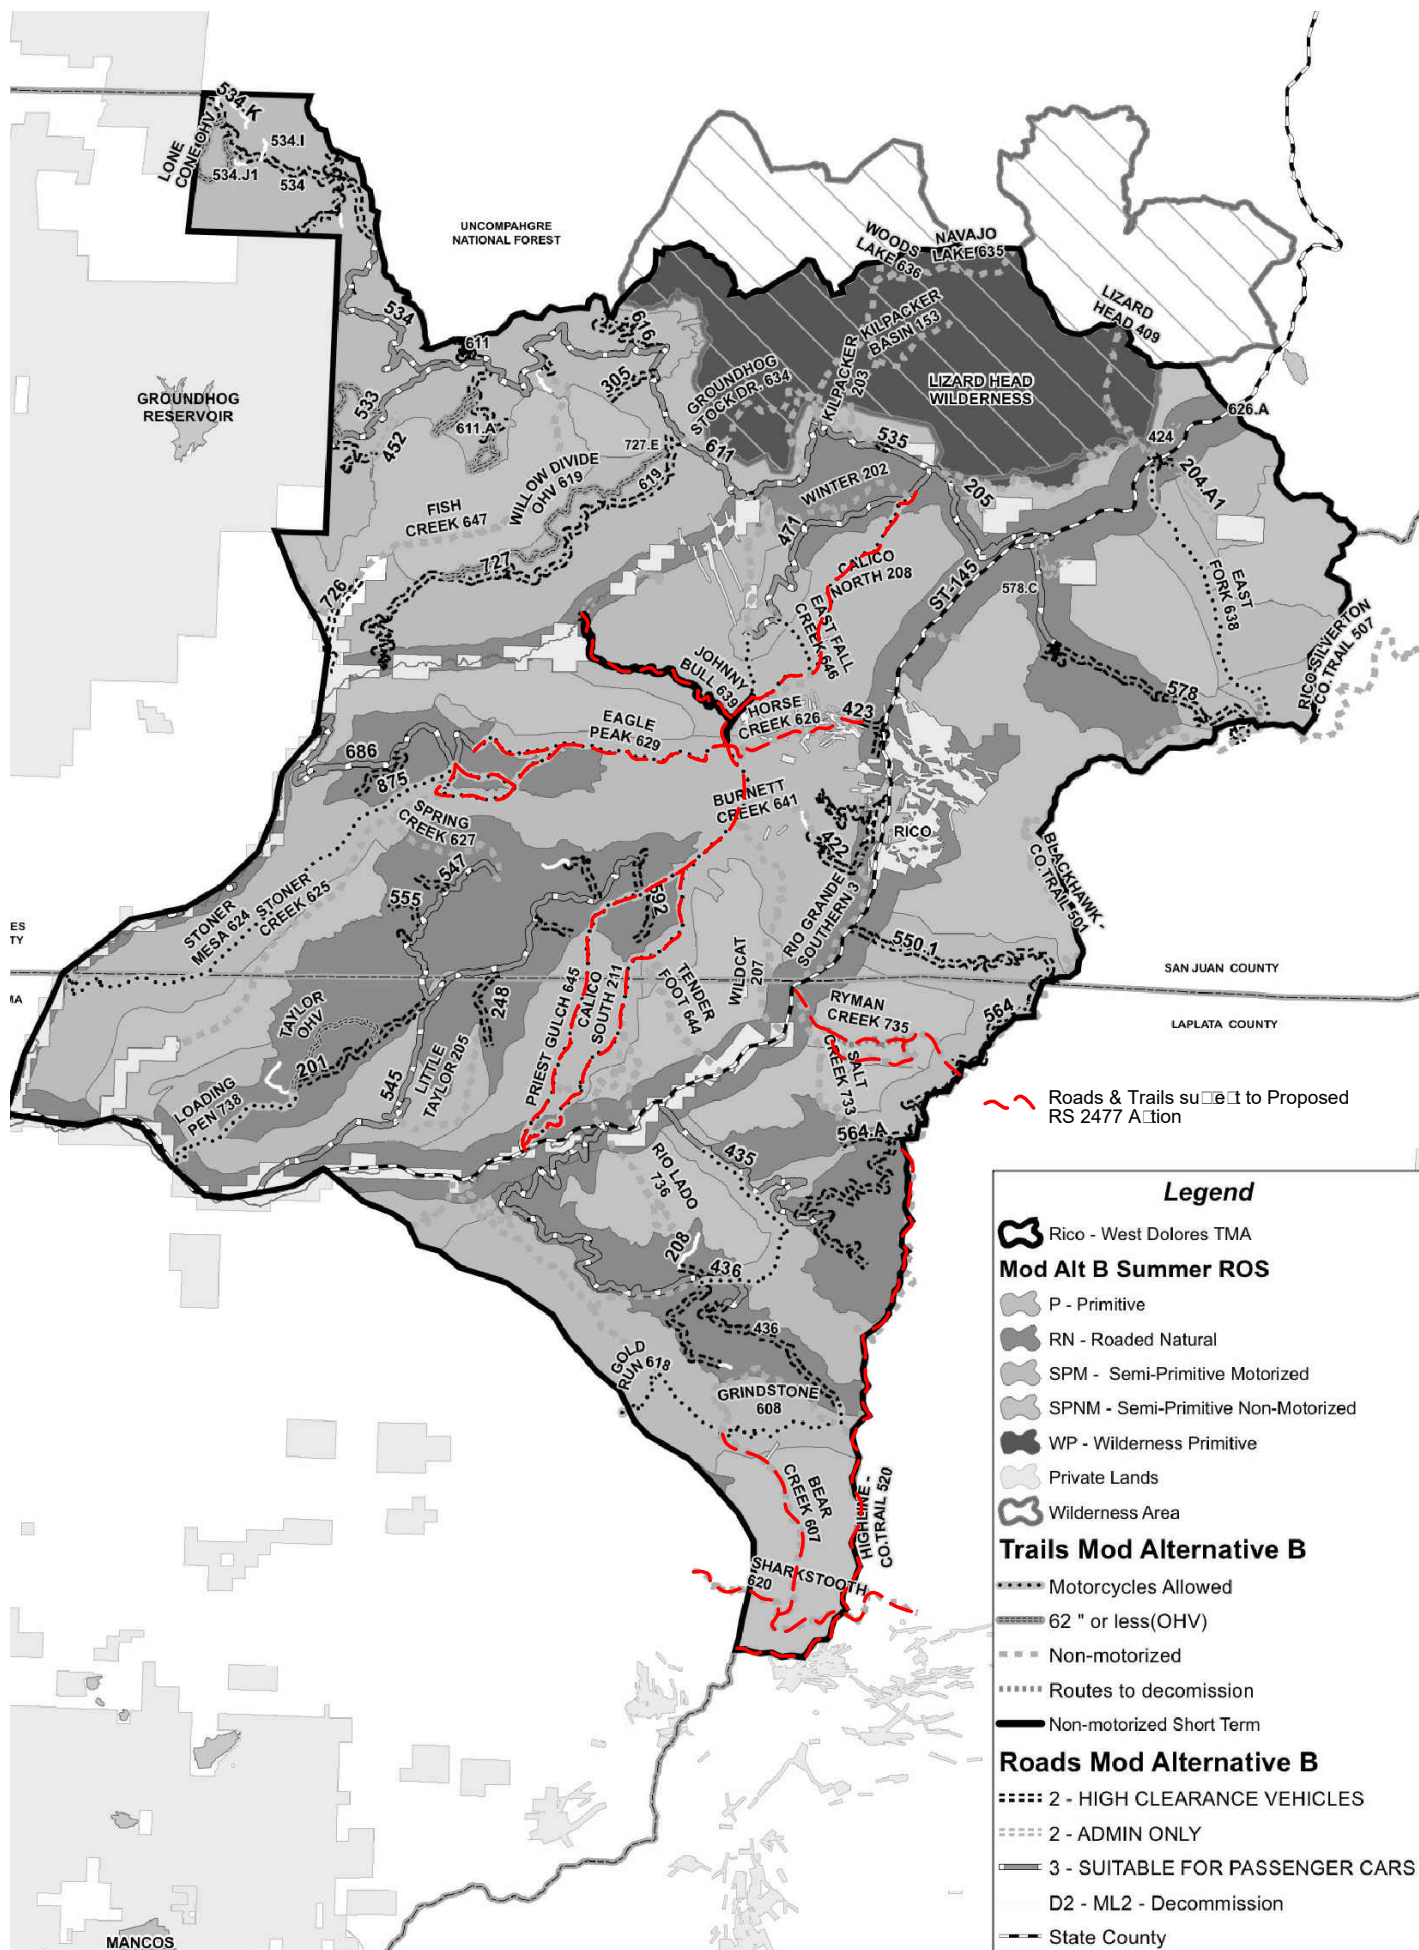 534.K
LONE
CONE OHV
534.I
534.J1
534
UNCOMPAHGRE
NATIONAL FOREST
WOODS
LAKE 636
NAVAJO
LAKE 635
LIZARD
HEAD 409
KILPACKER
BASIN 153
KILPACKER
203
GROUNDHOG
STOCK DR. 634
LIZARD HEAD
WILDERNESS
534
611
616
305
GROUNDHOG
RESERVOIR
533
452
611.A
727.E
611
535
626.A
424
204.A1
WILLOW DIVIDE
OHV 619
619
FISH
CREEK 647
WINTER 202
205
471
727
726
CALICO
NORTH 208
ST-145
578.C
EAST
FORK 638
EAST FALL
CREEK 646
RICO SILVERTON
CO.TRAIL 507
JOHNNY
BULL 639
578
HORSE
CREEK 626
423
EAGLE
PEAK 629
686
875
BURNETT
CREEK 641
SPRING
CREEK 627
422
RICO
547
555
592
BLACKHAWK -
CO.TRAIL 501
STONER
MESA 624
STONER
CREEK 625
RIO GRANDE
SOUTHERN 3
550.1
ES
TY
WILDCAT
207
SAN JUAN COUNTY
MA
PRIEST GULCH 645
CALICO
SOUTH 211
TENDER
FOOT 644
RYMAN
CREEK 735
564
LAPLATA COUNTY
248
TAYLOR
OHV
201
LITTLE
TAYLOR 205
545
LOADING
PEN 738
SALT
CREEK 733
564.A
Roads & Trails su□e□t to Proposed
RS 2477 A□tion
435
RIO LADO
736
208
436
436
GOLD
RUN 618
GRINDSTONE
608
BEAR
CREEK 607
HIGHLINE -
CO.TRAIL 520
SHARKSTOOTH
620
MANCOS
Legend
Rico - West Dolores TMA
Mod Alt B Summer ROS
P - Primitive
RN - Roaded Natural
SPM - Semi-Primitive Motorized
SPNM - Semi-Primitive Non-Motorized
WP - Wilderness Primitive
Private Lands
Wilderness Area
Trails Mod Alternative B
Motorcycles Allowed
62 " or less(OHV)
Non-motorized
Routes to decomission
Non-motorized Short Term
Roads Mod Alternative B
2 - HIGH CLEARANCE VEHICLES
2 - ADMIN ONLY
3 - SUITABLE FOR PASSENGER CARS
D2 - ML2 - Decommission
State County